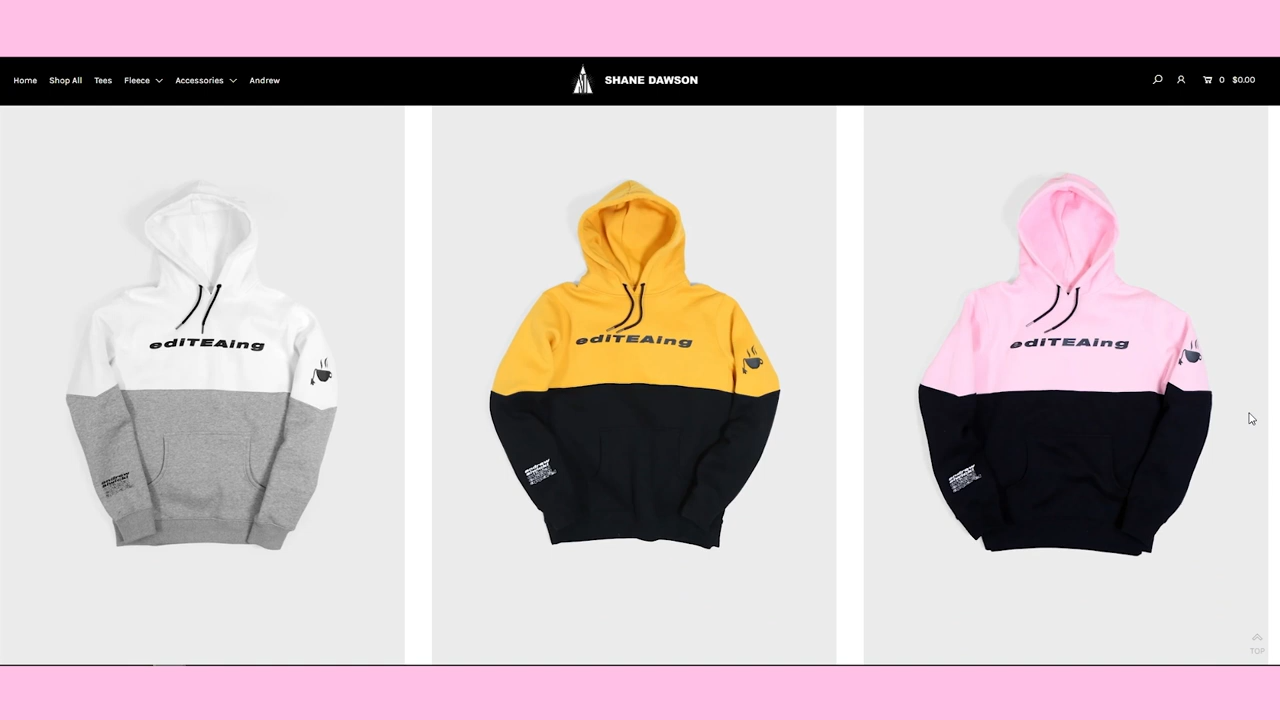 Home Shop All Tees Fleece Accessories Andrew
SHANE DAWSON
0 $0.00
ediTEAing
ediTEAing
ediTEAing
TOP